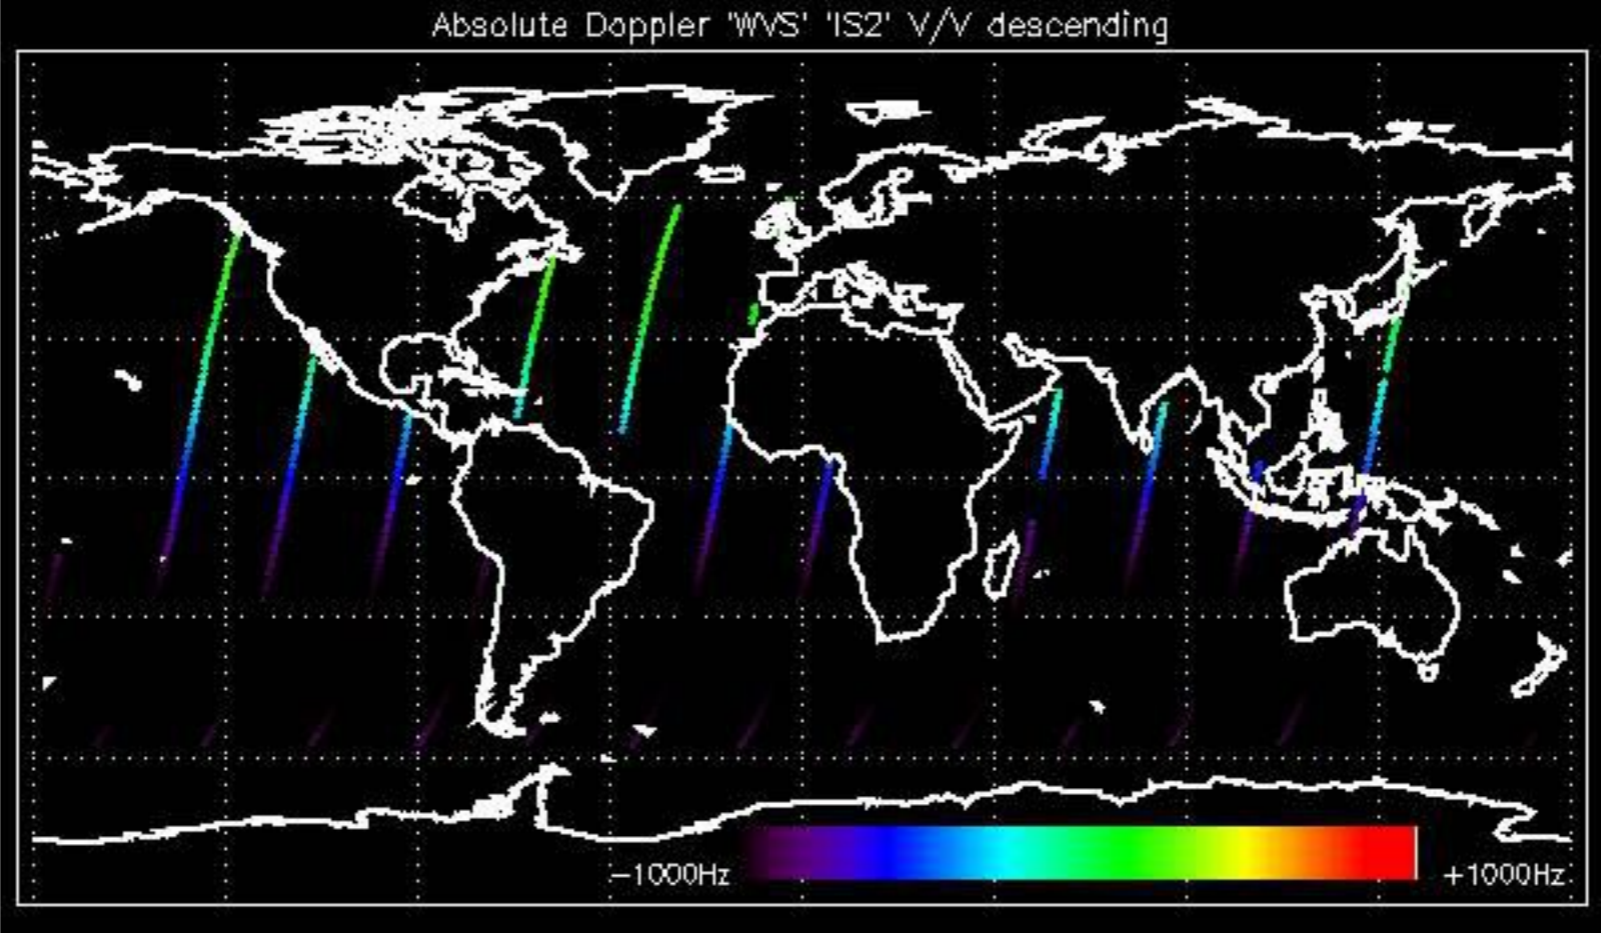 Absolute Doppler 'WVS' 'IS2' V/V descending
−1000Hz
+1000Hz